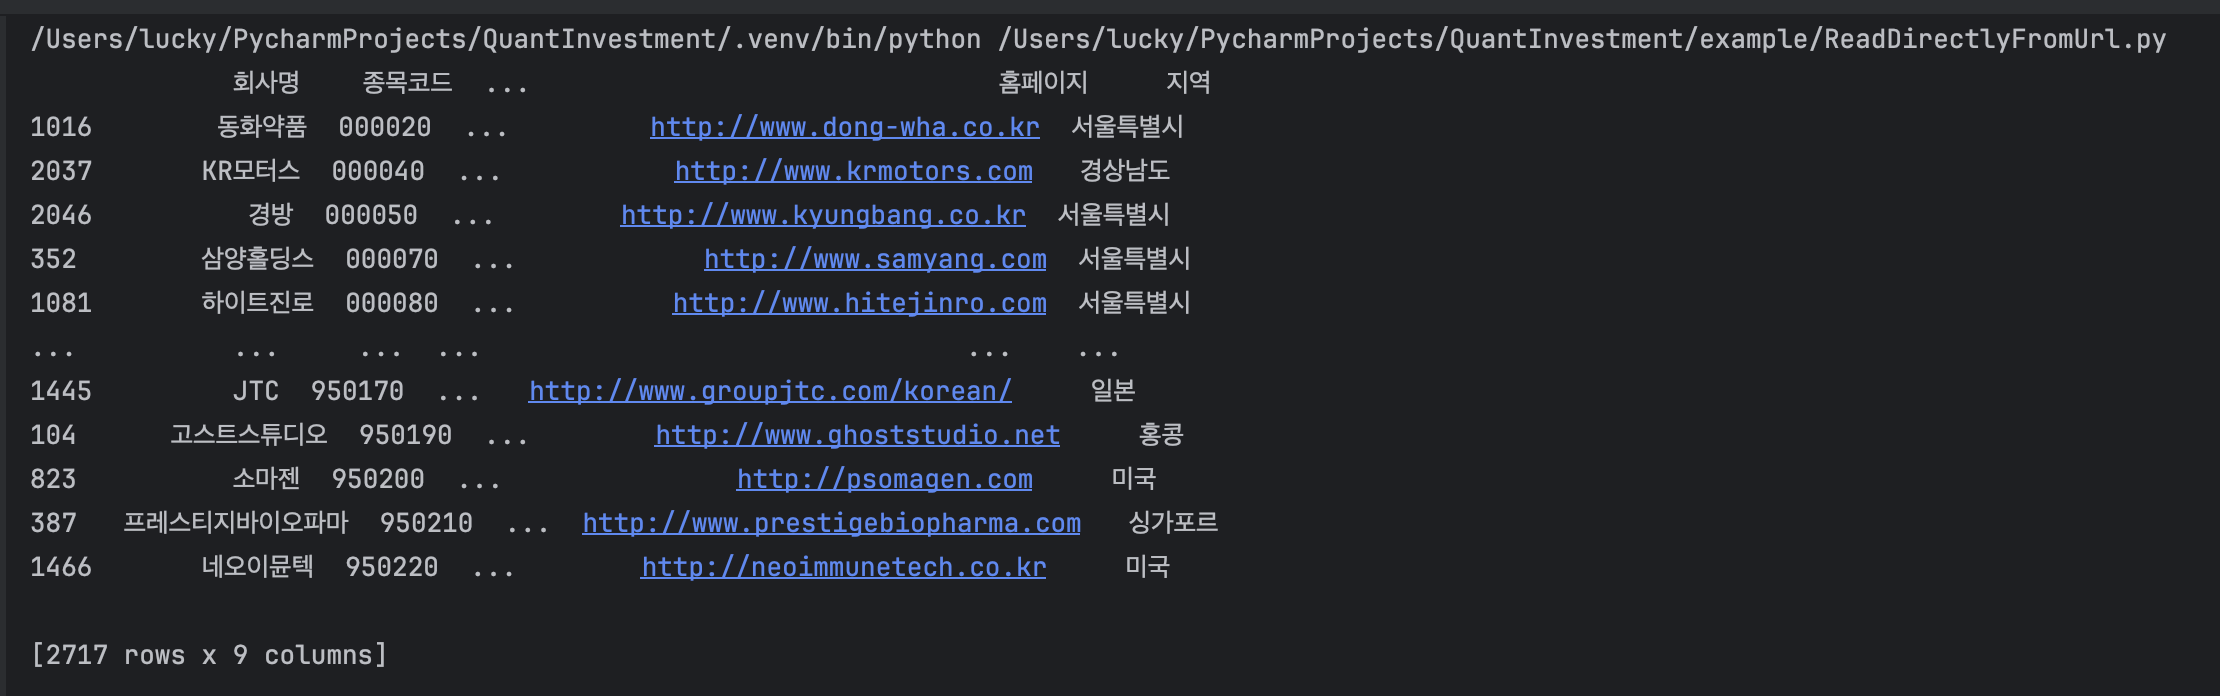 /Users/lucky/PycharmProjects/QuantInvestment/.venv/bin/python /Users/lucky/PycharmProjects/QuantInvestment/example/ReadDirectlyFromUrl.py
회사명 종목코드 ... 홈페이지 지역
1016 동화약품 000020 ... http://www.dong-wha.co.kr 서울특별시
2037 KR모터스 000040 ... http://www.krmotors.com 경상남도
2046 경방 000050 ... http://www.kyungbang.co.kr 서울특별시
352 삼양홀딩스 000070 ... http://www.samyang.com 서울특별시
1081 하이트진로 000080 ... http://www.hitejinro.com 서울특별시
... ... ... ... ... ...
1445 JTC 950170 ... http://www.groupjtc.com/korean/ 일본
104 고스트스튜디오 950190 ... http://www.ghoststudio.net 홍콩
823 소마젠 950200 ... http://psomagen.com 미국
387 프레스티지바이오파마 950210 ... http://www.prestigebiopharma.com 싱가포르
1466 네오이뮨텍 950220 ... http://neoimmunetech.co.kr 미국
[2717 rows x 9 columns]